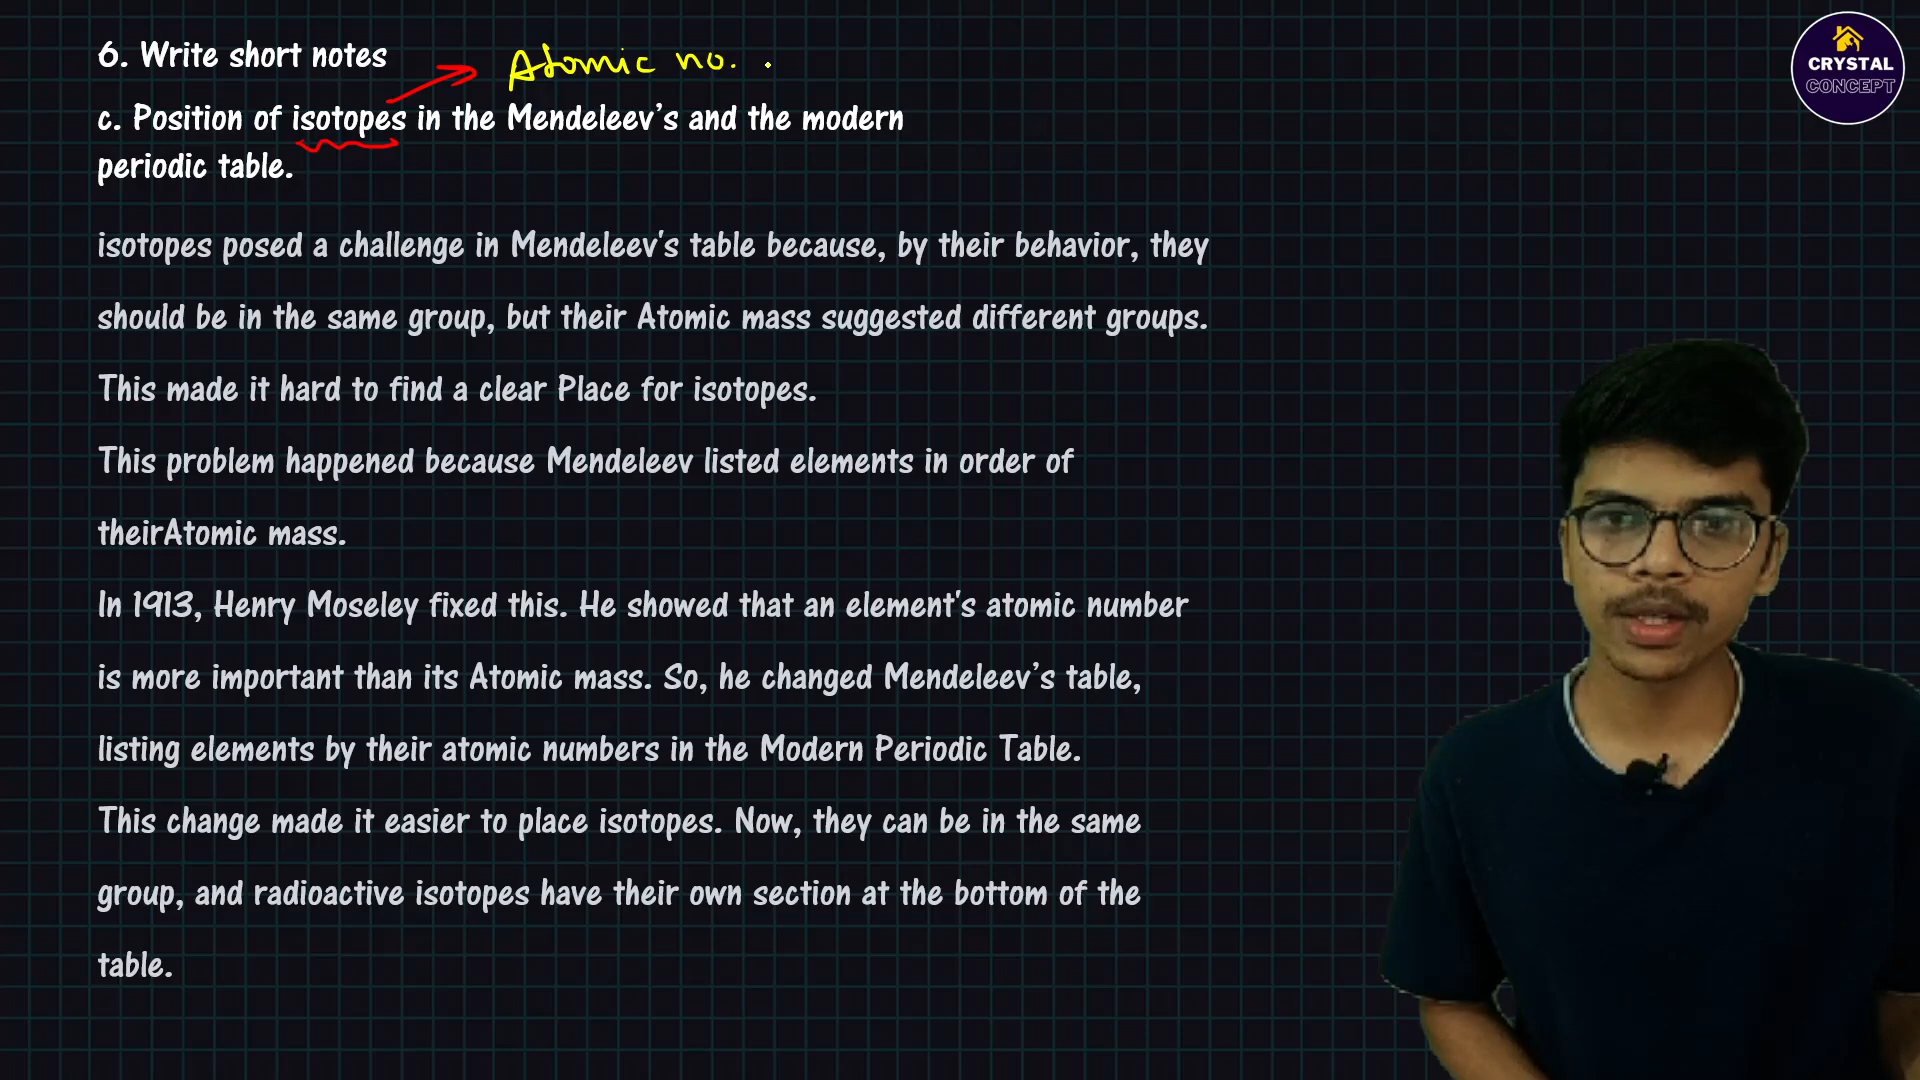 6. Write short notes
Atomic no.
CRYSTAL
CONCEPT
c. Position of isotopes in the Mendeleev's and the modern
periodic table.
isotopes posed a challenge in Mendeleev's table because, by their behavior, they
should be in the same group, but their Atomic mass suggested different groups.
This made it hard to find a clear Place for isotopes.
This problem happened because Mendeleev listed elements in order of
theirAtomic mass.
In 1913, Henry Moseley fixed this. He showed that an element's atomic number
is more important than its Atomic mass. So, he changed Mendeleev's table,
listing elements by their atomic numbers in the Modern Periodic Table.
This change made it easier to place isotopes. Now, they can be in the same
group, and radioactive isotopes have their own section at the bottom of the
table.